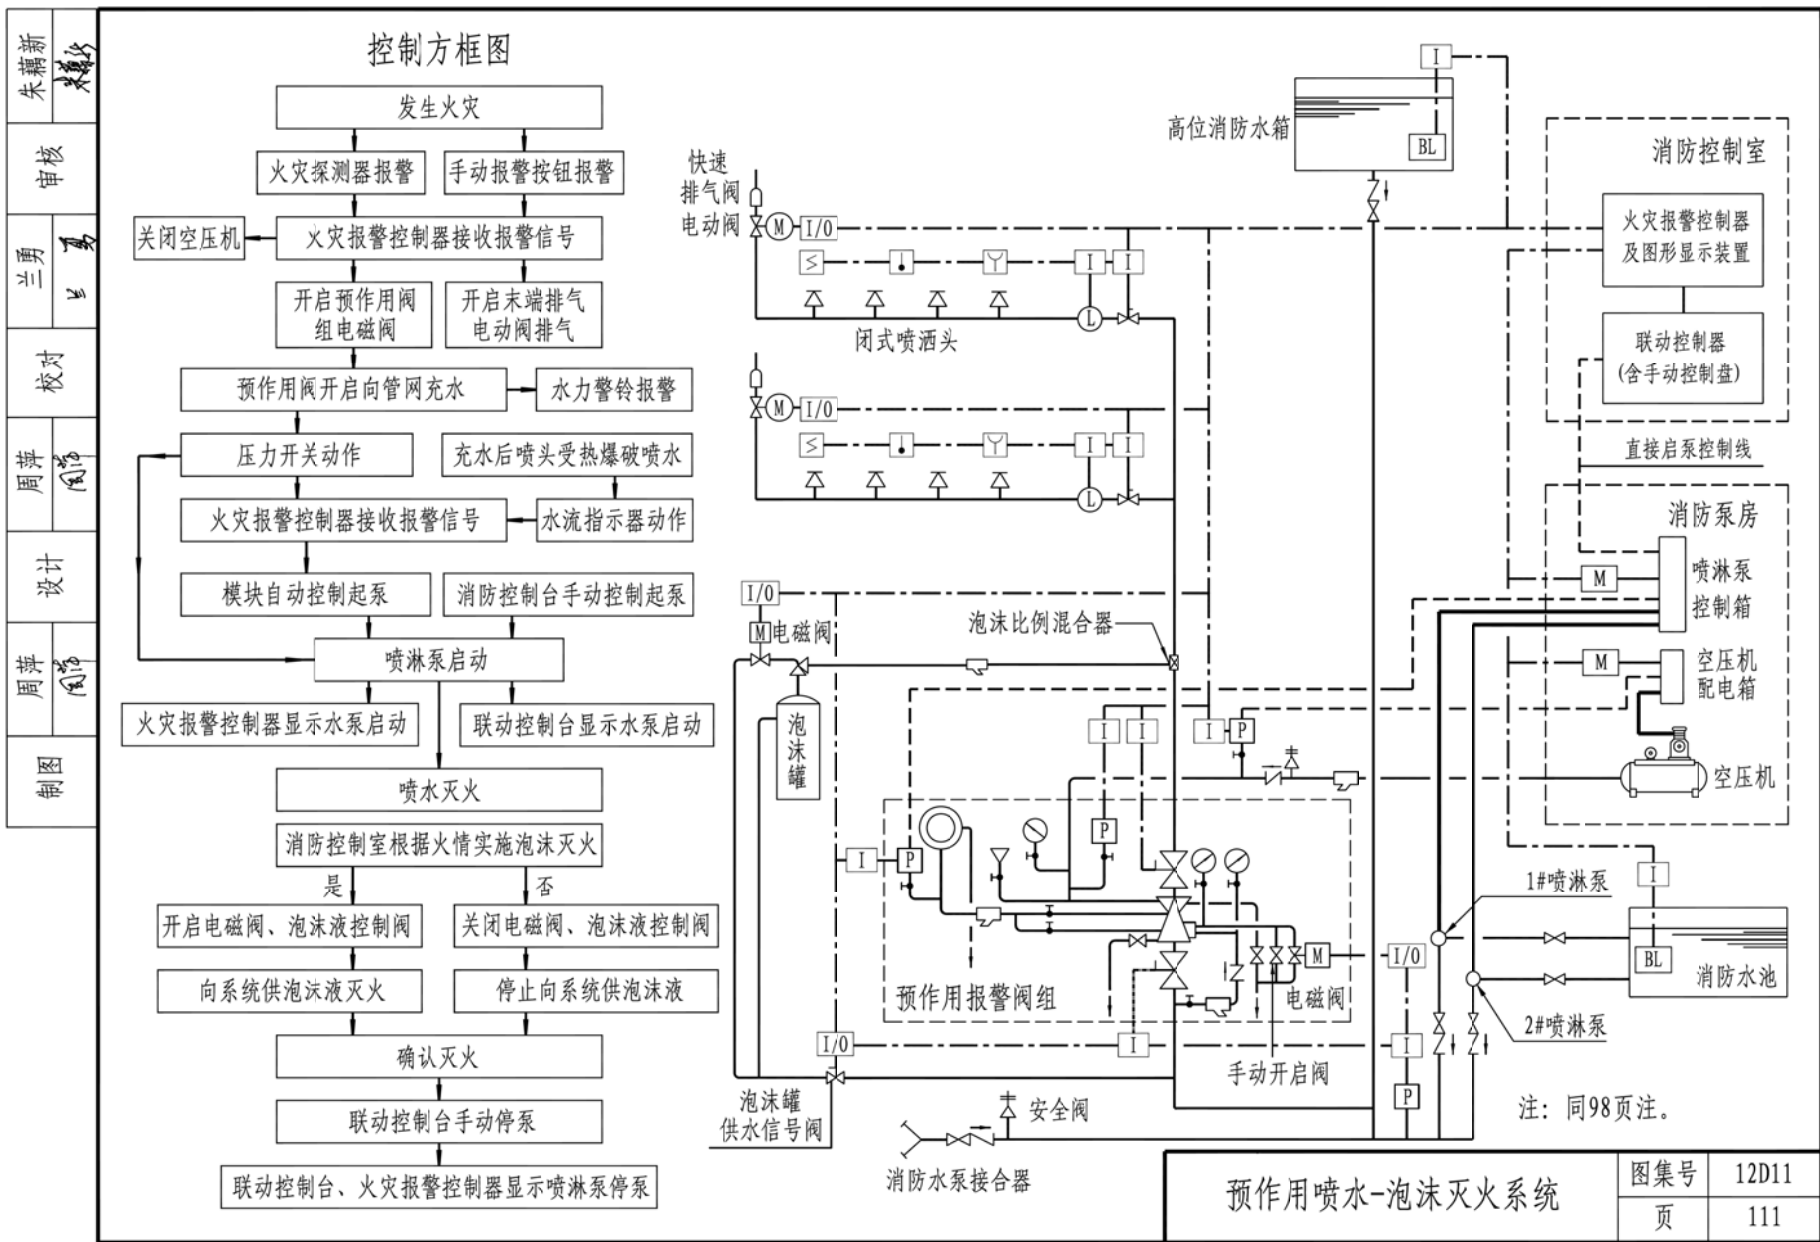 朱藕新
审核
兰勇
校对
周萍
设计
周萍
制图
控制方框图
发生火灾
火灾探测器报警
手动报警按钮报警
关闭空压机
火灾报警控制器接收报警信号
开启预作用阀
组电磁阀
开启末端排气
电动阀排气
预作用阀开启向管网充水
水力警铃报警
压力开关动作
充水后喷头受热爆破喷水
火灾报警控制器接收报警信号
水流指示器动作
模块自动控制起泵
消防控制台手动控制起泵
喷淋泵启动
火灾报警控制器显示水泵启动
联动控制台显示水泵启动
喷水灭火
消防控制室根据火情实施泡沫灭火
是
否
开启电磁阀、泡沫液控制阀
关闭电磁阀、泡沫液控制阀
向系统供泡沫液灭火
停止向系统供泡沫液
确认灭火
联动控制台手动停泵
联动控制台、火灾报警控制器显示喷淋泵停泵
快速
排气阀
电动阀
M
I/O
I
I
L
闭式喷洒头
M
I/O
I
I
L
高位消防水箱
I
BL
消防控制室
火灾报警控制器
及图形显示装置
联动控制器
(含手动控制盘)
直接启泵控制线
消防泵房
M
喷淋泵
控制箱
M
空压机
配电箱
空压机
I/O
M
电磁阀
泡沫比例混合器
泡沫罐
I
I
I
P
I
P
P
预作用报警阀组
M
电磁阀
I/O
I/O
I
I
P
手动开启阀
泡沫罐
供水信号阀
安全阀
消防水泵接合器
1#喷淋泵
I
BL
消防水池
2#喷淋泵
注：同98页注。
预作用喷水-泡沫灭火系统
图集号
12D11
页
111